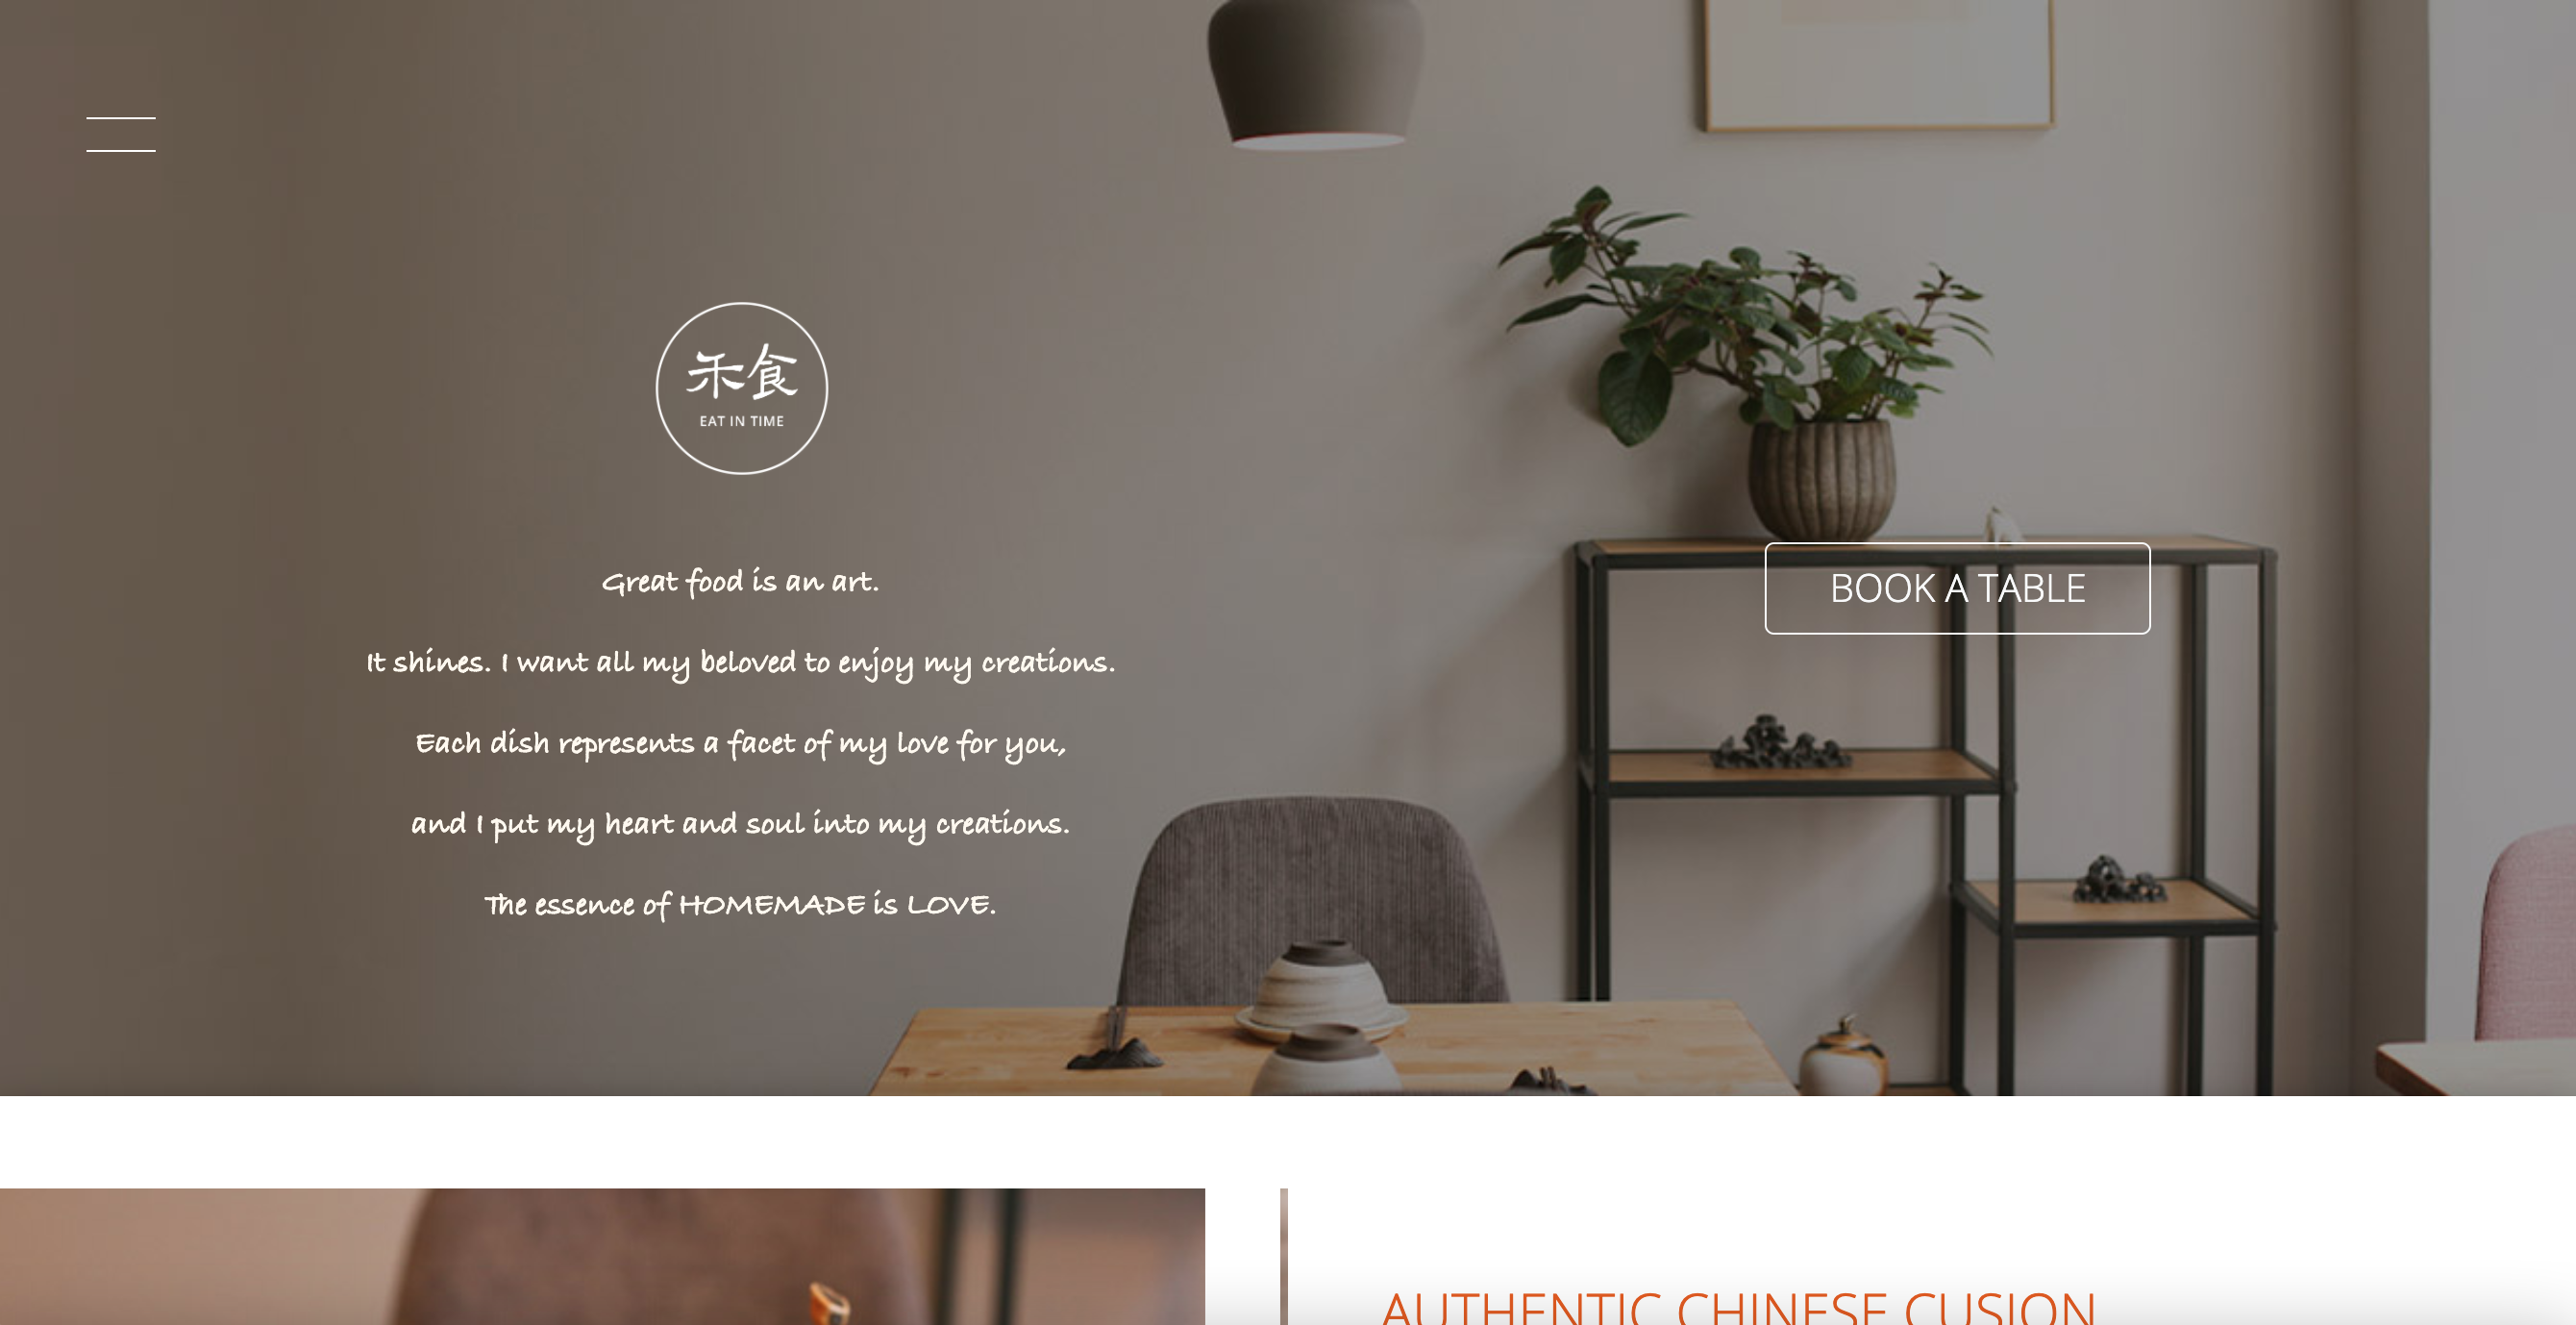 禾食
EAT IN TIME
Great food is an art.
It shines. I want all my beloved to enjoy my creations.
Each dish represents a facet of my love for you,
and I put my heart and soul into my creations.
The essence of HOMEMADE is LOVE.
BOOK A TABLE
AUTHENTIC CHINESE CUSION